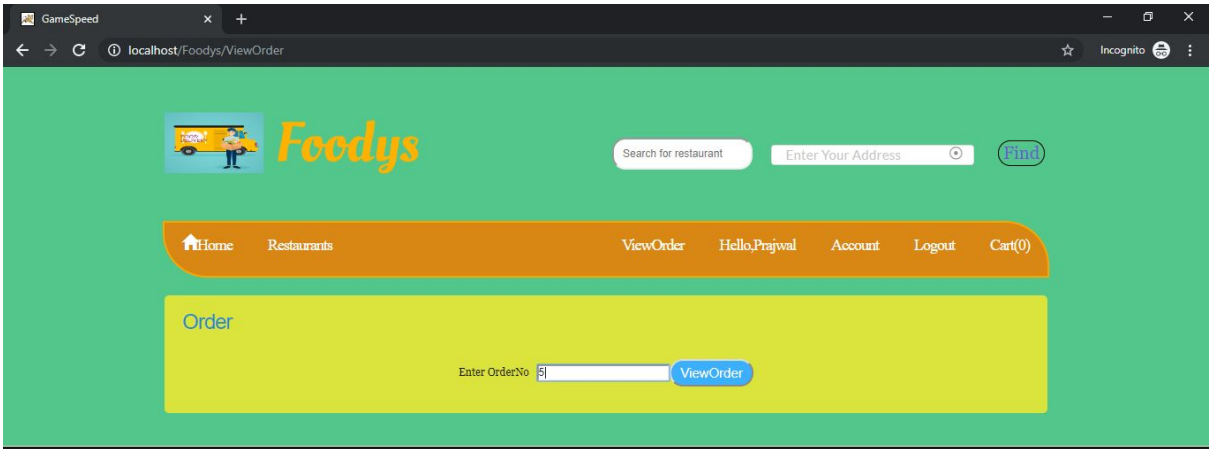 GameSpeed
localhost/Foodys/ViewOrder
Incognito
Foodys
Search for restaurant
Enter Your Address
Find
Home Restaurants ViewOrder Hello,Prajwal Account Logout Cart(0)
Order
Enter OrderNo 5 ViewOrder